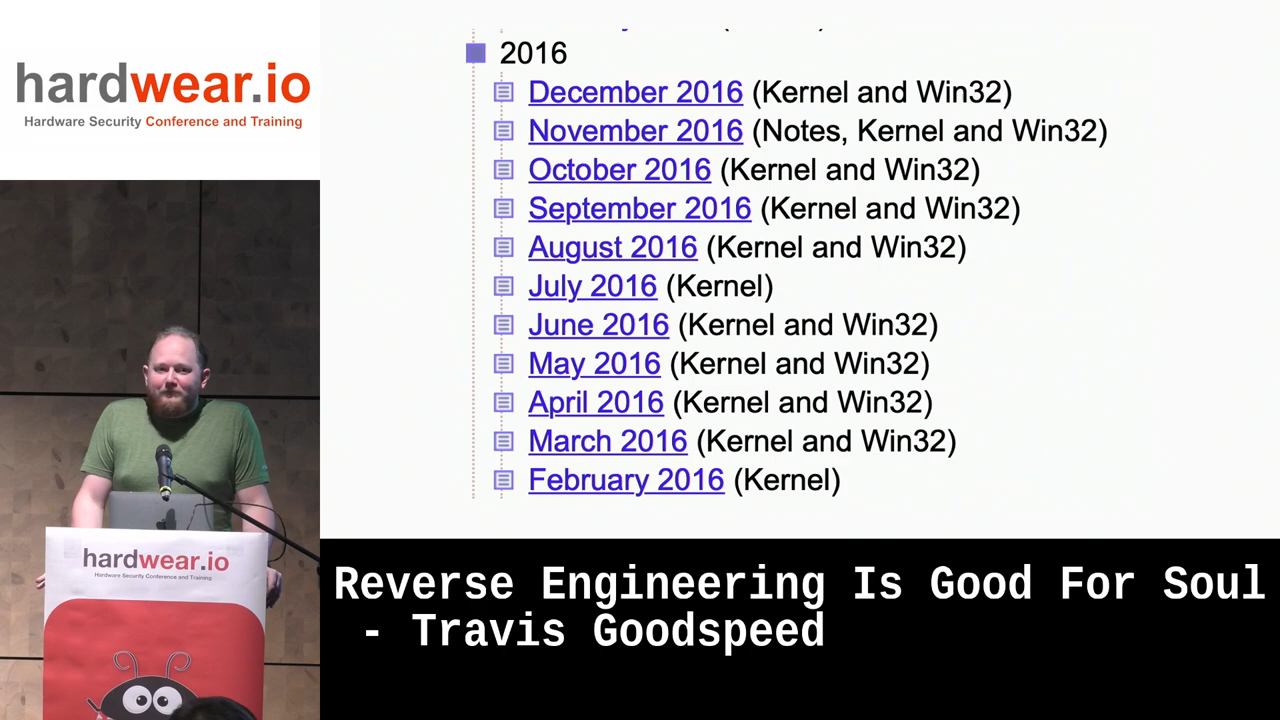 hardwear.io
Hardware Security Conference and Training
2016
December 2016 (Kernel and Win32)
November 2016 (Notes, Kernel and Win32)
October 2016 (Kernel and Win32)
September 2016 (Kernel and Win32)
August 2016 (Kernel and Win32)
July 2016 (Kernel)
June 2016 (Kernel and Win32)
May 2016 (Kernel and Win32)
April 2016 (Kernel and Win32)
March 2016 (Kernel and Win32)
February 2016 (Kernel)
hardwear.io
Hardware Security Conference and Training
Reverse Engineering Is Good For Soul
- Travis Goodspeed